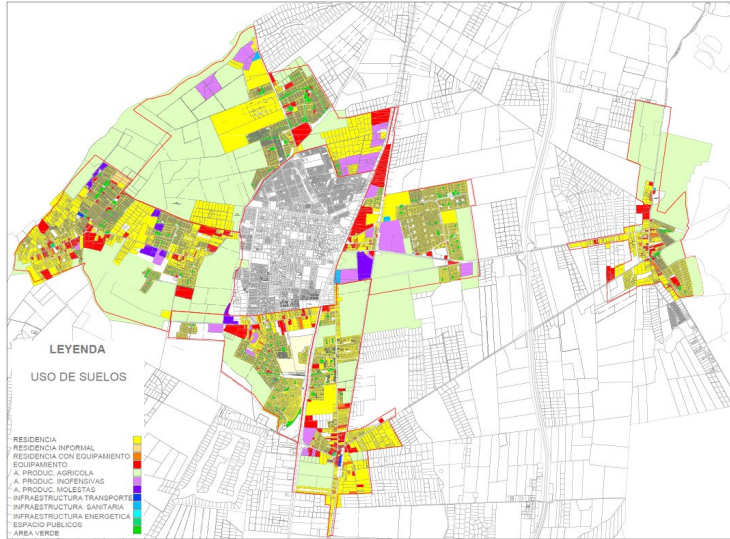 LEYENDA
USO DE SUELOS
RESIDENCIA
RESIDENCIA INFORMAL
RESIDENCIA CON EQUIPAMIENTO
EQUIPAMIENTO
A. PRODUC. AGRICOLA
A. PRODUC. INOFENSIVAS
A. PRODUC. MOLESTAS
INFRAESTRUCTURA TRANSPORTE
INFRAESTRUCTURA SANITARIA
INFRAESTRUCTURA ENERGETICA
ESPACIO PUBLICOS
AREA VERDE